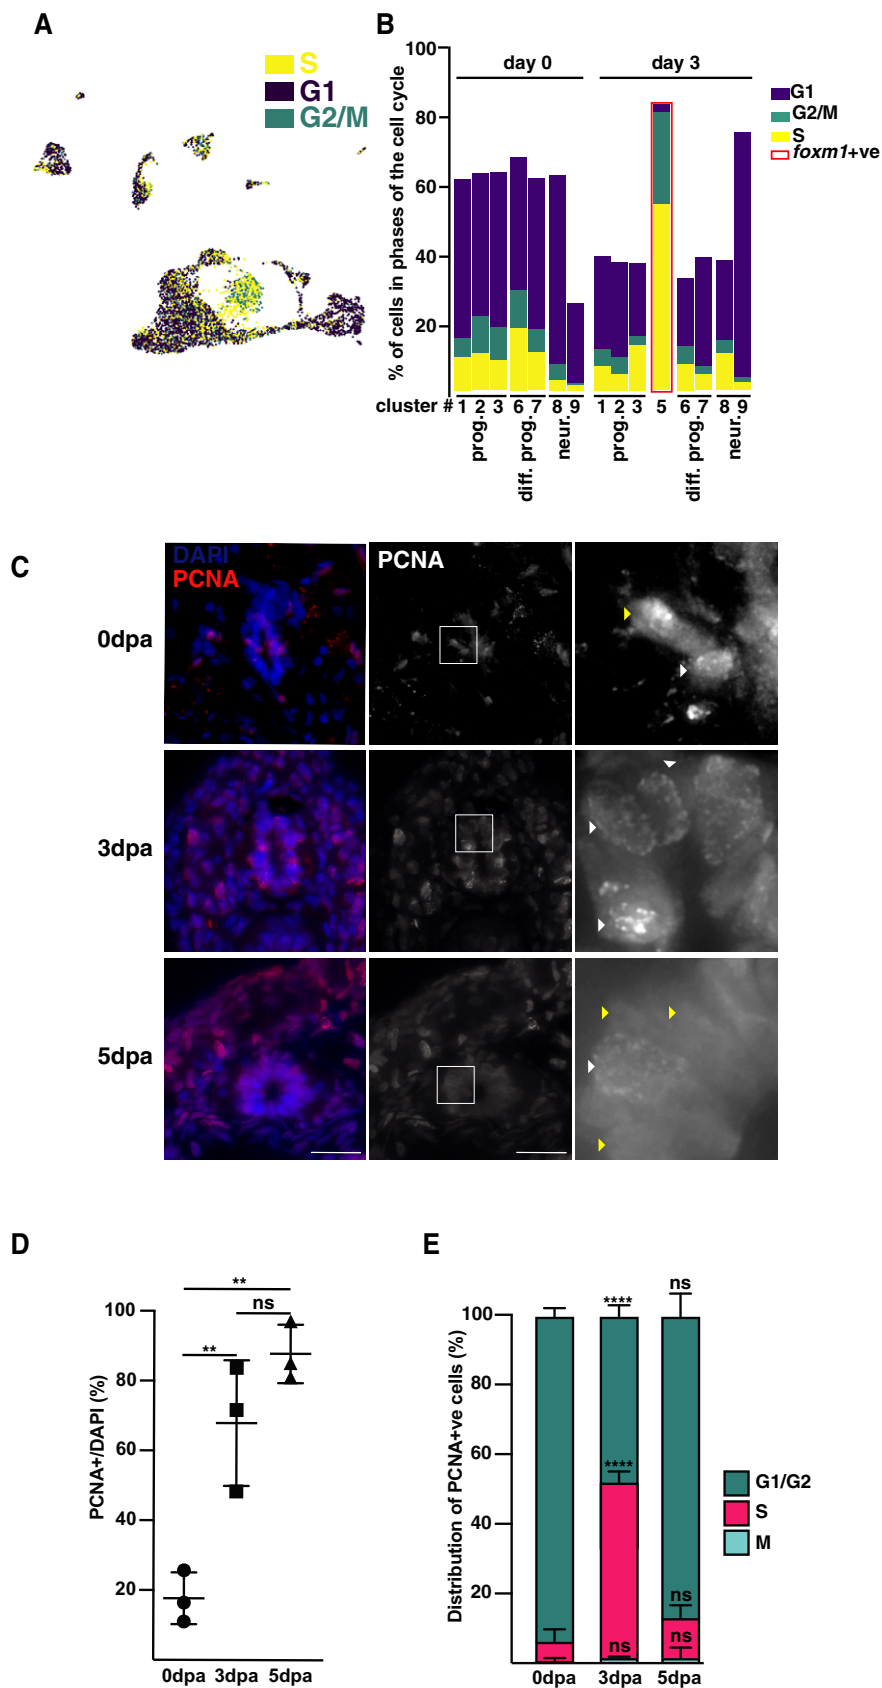 A
S
G1
G2/M
B
% of cells in phases of the cell cycle
100
80
60
40
20
day 0
day 3
G1
G2/M
S
foxm1+ve
cluster # 1 2 3 6 7 8 9 1 2 3 5 6 7 8 9
prog.
diff. prog.
neur.
prog.
diff. prog.
neur.
C
DAPI
PCNA
PCNA
0dpa
3dpa
5dpa
D
PCNA+/DAPI (%)
100
80
60
40
20
**
ns
**
0dpa 3dpa 5dpa
E
Distribution of PCNA+ve cells (%)
100
80
60
40
20
ns
****
****
ns
ns
ns
G1/G2
S
M
0dpa 3dpa 5dpa